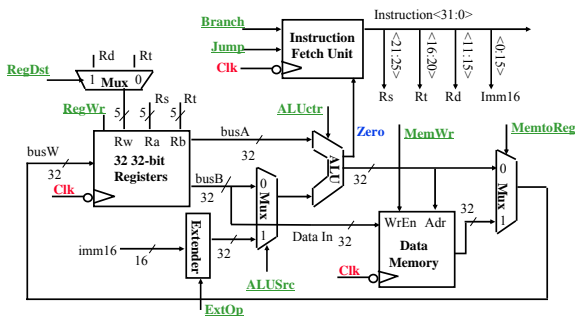 Branch
Instruction<31:0>
Jump
Instruction
Fetch Unit
Clk
<21:25>
<16:20>
<11:15>
<0:15>
Rs
Rt
Rd
Imm16
Rd
Rt
RegDst
1
Mux
0
RegWr
Rs
Rt
5
5
5
ALUctr
Zero
MemWr
MemtoReg
busW
32
Rw
Ra
Rb
32 32-bit
Registers
Clk
busA
32
busB
32
0
Mux
1
ALU
32
0
Mux
1
imm16
16
Extender
32
Data In
32
WrEn
Adr
Data
Memory
32
Clk
ALUSrc
ExtOp